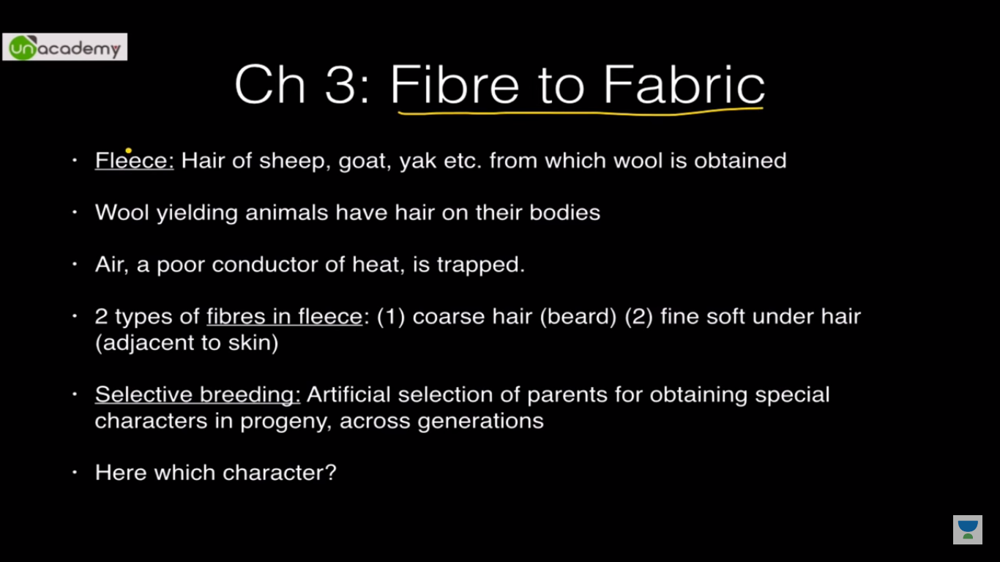 unacademy
Ch 3: Fibre to Fabric
· Fleece: Hair of sheep, goat, yak etc. from which wool is obtained
· Wool yielding animals have hair on their bodies
· Air, a poor conductor of heat, is trapped.
· 2 types of fibres in fleece: (1) coarse hair (beard) (2) fine soft under hair
(adjacent to skin)
· Selective breeding: Artificial selection of parents for obtaining special
characters in progeny, across generations
· Here which character?